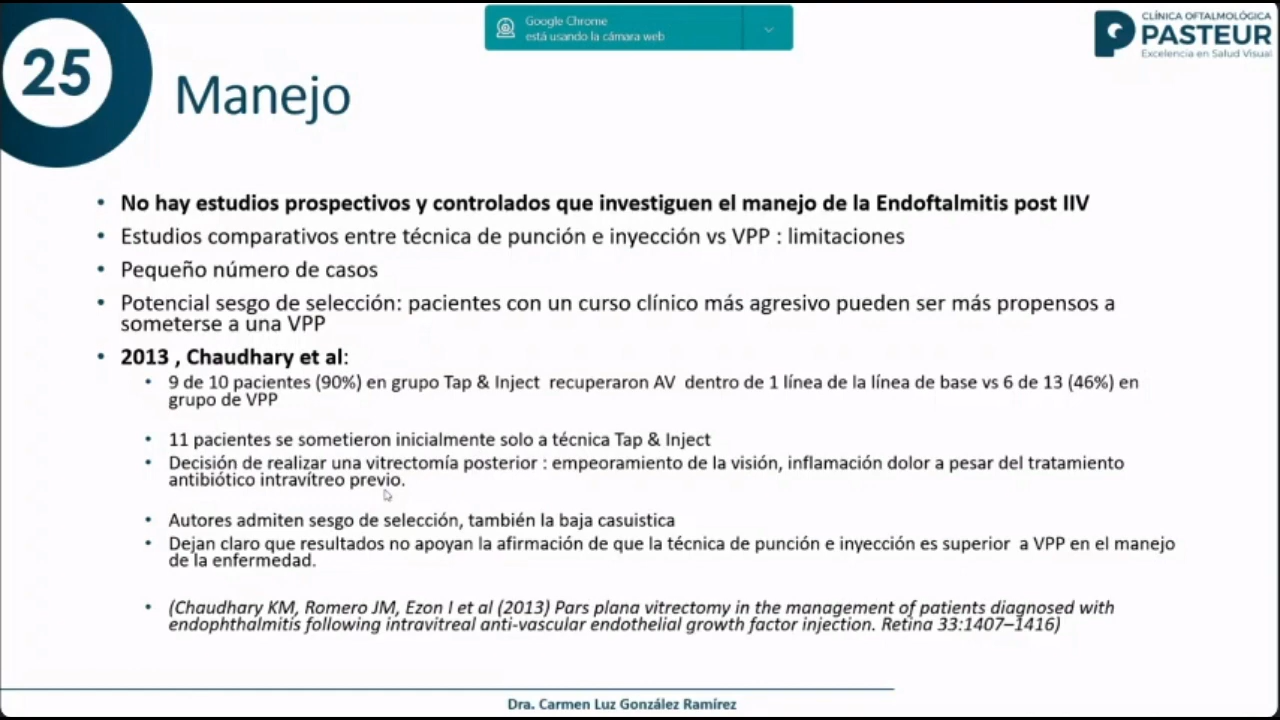 Google Chrome
está usando la cámara web
CLÍNICA OFTALMOLÓGICA
PASTEUR
Excelencia en Salud Visual
25
Manejo
• No hay estudios prospectivos y controlados que investiguen el manejo de la Endoftalmitis post IIV
• Estudios comparativos entre técnica de punción e inyección vs VPP : limitaciones
• Pequeño número de casos
• Potencial sesgo de selección: pacientes con un curso clínico más agresivo pueden ser más propensos a
someterse a una VPP
• 2013 , Chaudhary et al:
• 9 de 10 pacientes (90%) en grupo Tap & Inject recuperaron AV dentro de 1 línea de la línea de base vs 6 de 13 (46%) en
grupo de VPP
• 11 pacientes se sometieron inicialmente solo a técnica Tap & Inject
• Decisión de realizar una vitrectomía posterior : empeoramiento de la visión, inflamación dolor a pesar del tratamiento
antibiótico intravítreo previo.
• Autores admiten sesgo de selección, también la baja casuistica
• Dejan claro que resultados no apoyan la afirmación de que la técnica de punción e inyección es superior a VPP en el manejo
de la enfermedad.
• (Chaudhary KM, Romero JM, Ezon I et al (2013) Pars plana vitrectomy in the management of patients diagnosed with
endophthalmitis following intravitreal anti-vascular endothelial growth factor injection. Retina 33:1407–1416)
Dra. Carmen Luz González Ramírez